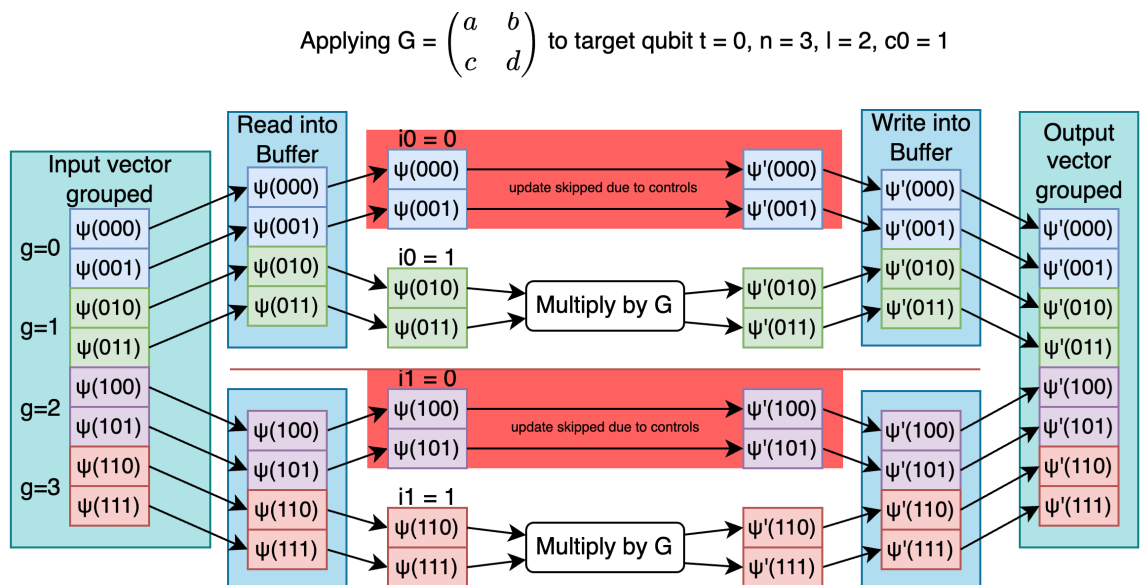 Applying G = (a b
c d) to target qubit t = 0, n = 3, l = 2, c0 = 1
Input vector
grouped
g=0
ψ(000)
ψ(001)
g=1
ψ(010)
ψ(011)
g=2
ψ(100)
ψ(101)
g=3
ψ(110)
ψ(111)
Read into
Buffer
ψ(000)
ψ(001)
ψ(010)
ψ(011)
i0 = 0
ψ(000)
ψ(001)
update skipped due to controls
ψ'(000)
ψ'(001)
i0 = 1
ψ(010)
ψ(011)
Multiply by G
ψ'(010)
ψ'(011)
Write into
Buffer
ψ'(000)
ψ'(001)
ψ'(010)
ψ'(011)
ψ(100)
ψ(101)
ψ(110)
ψ(111)
i1 = 0
ψ(100)
ψ(101)
update skipped due to controls
ψ'(100)
ψ'(101)
i1 = 1
ψ(110)
ψ(111)
Multiply by G
ψ'(110)
ψ'(111)
ψ'(100)
ψ'(101)
ψ'(110)
ψ'(111)
Output
vector
grouped
ψ'(000)
ψ'(001)
ψ'(010)
ψ'(011)
ψ'(100)
ψ'(101)
ψ'(110)
ψ'(111)